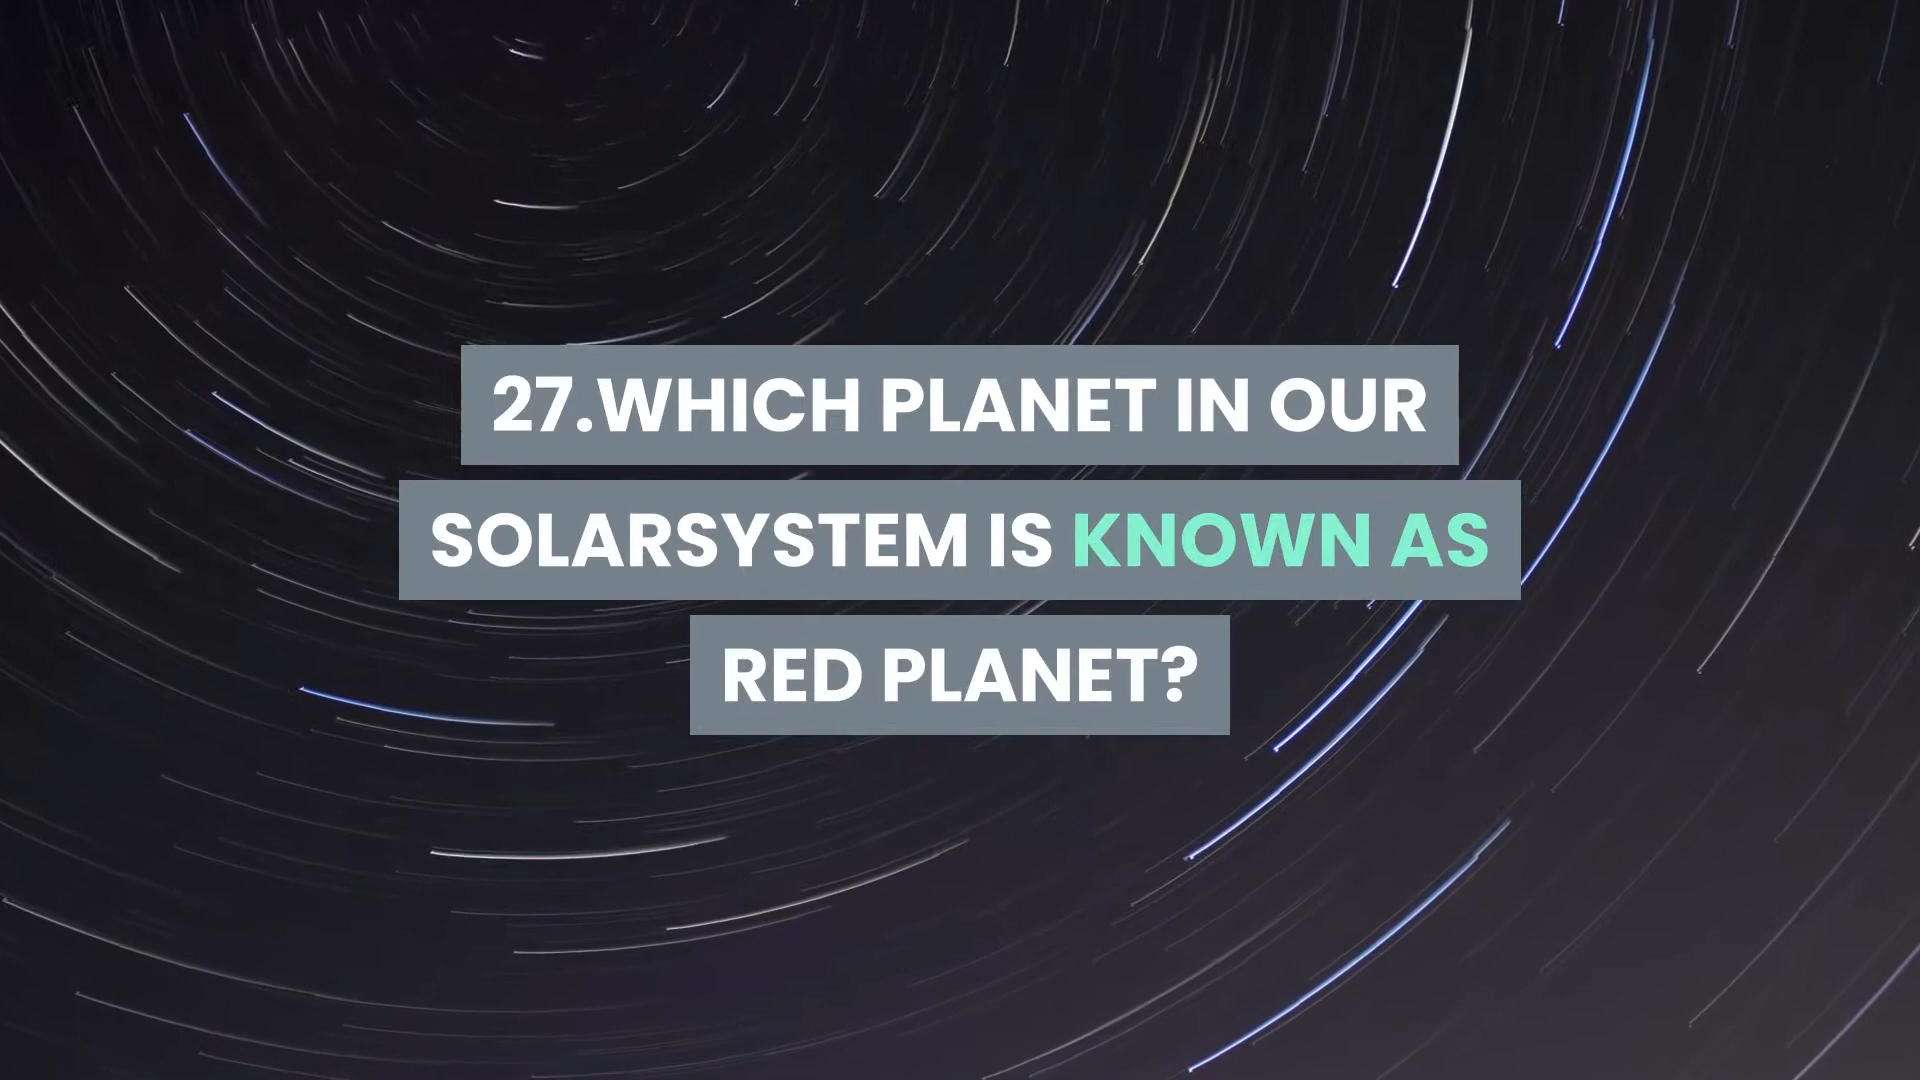 27.WHICH PLANET IN OUR
SOLARSYSTEM IS KNOWN AS
RED PLANET?